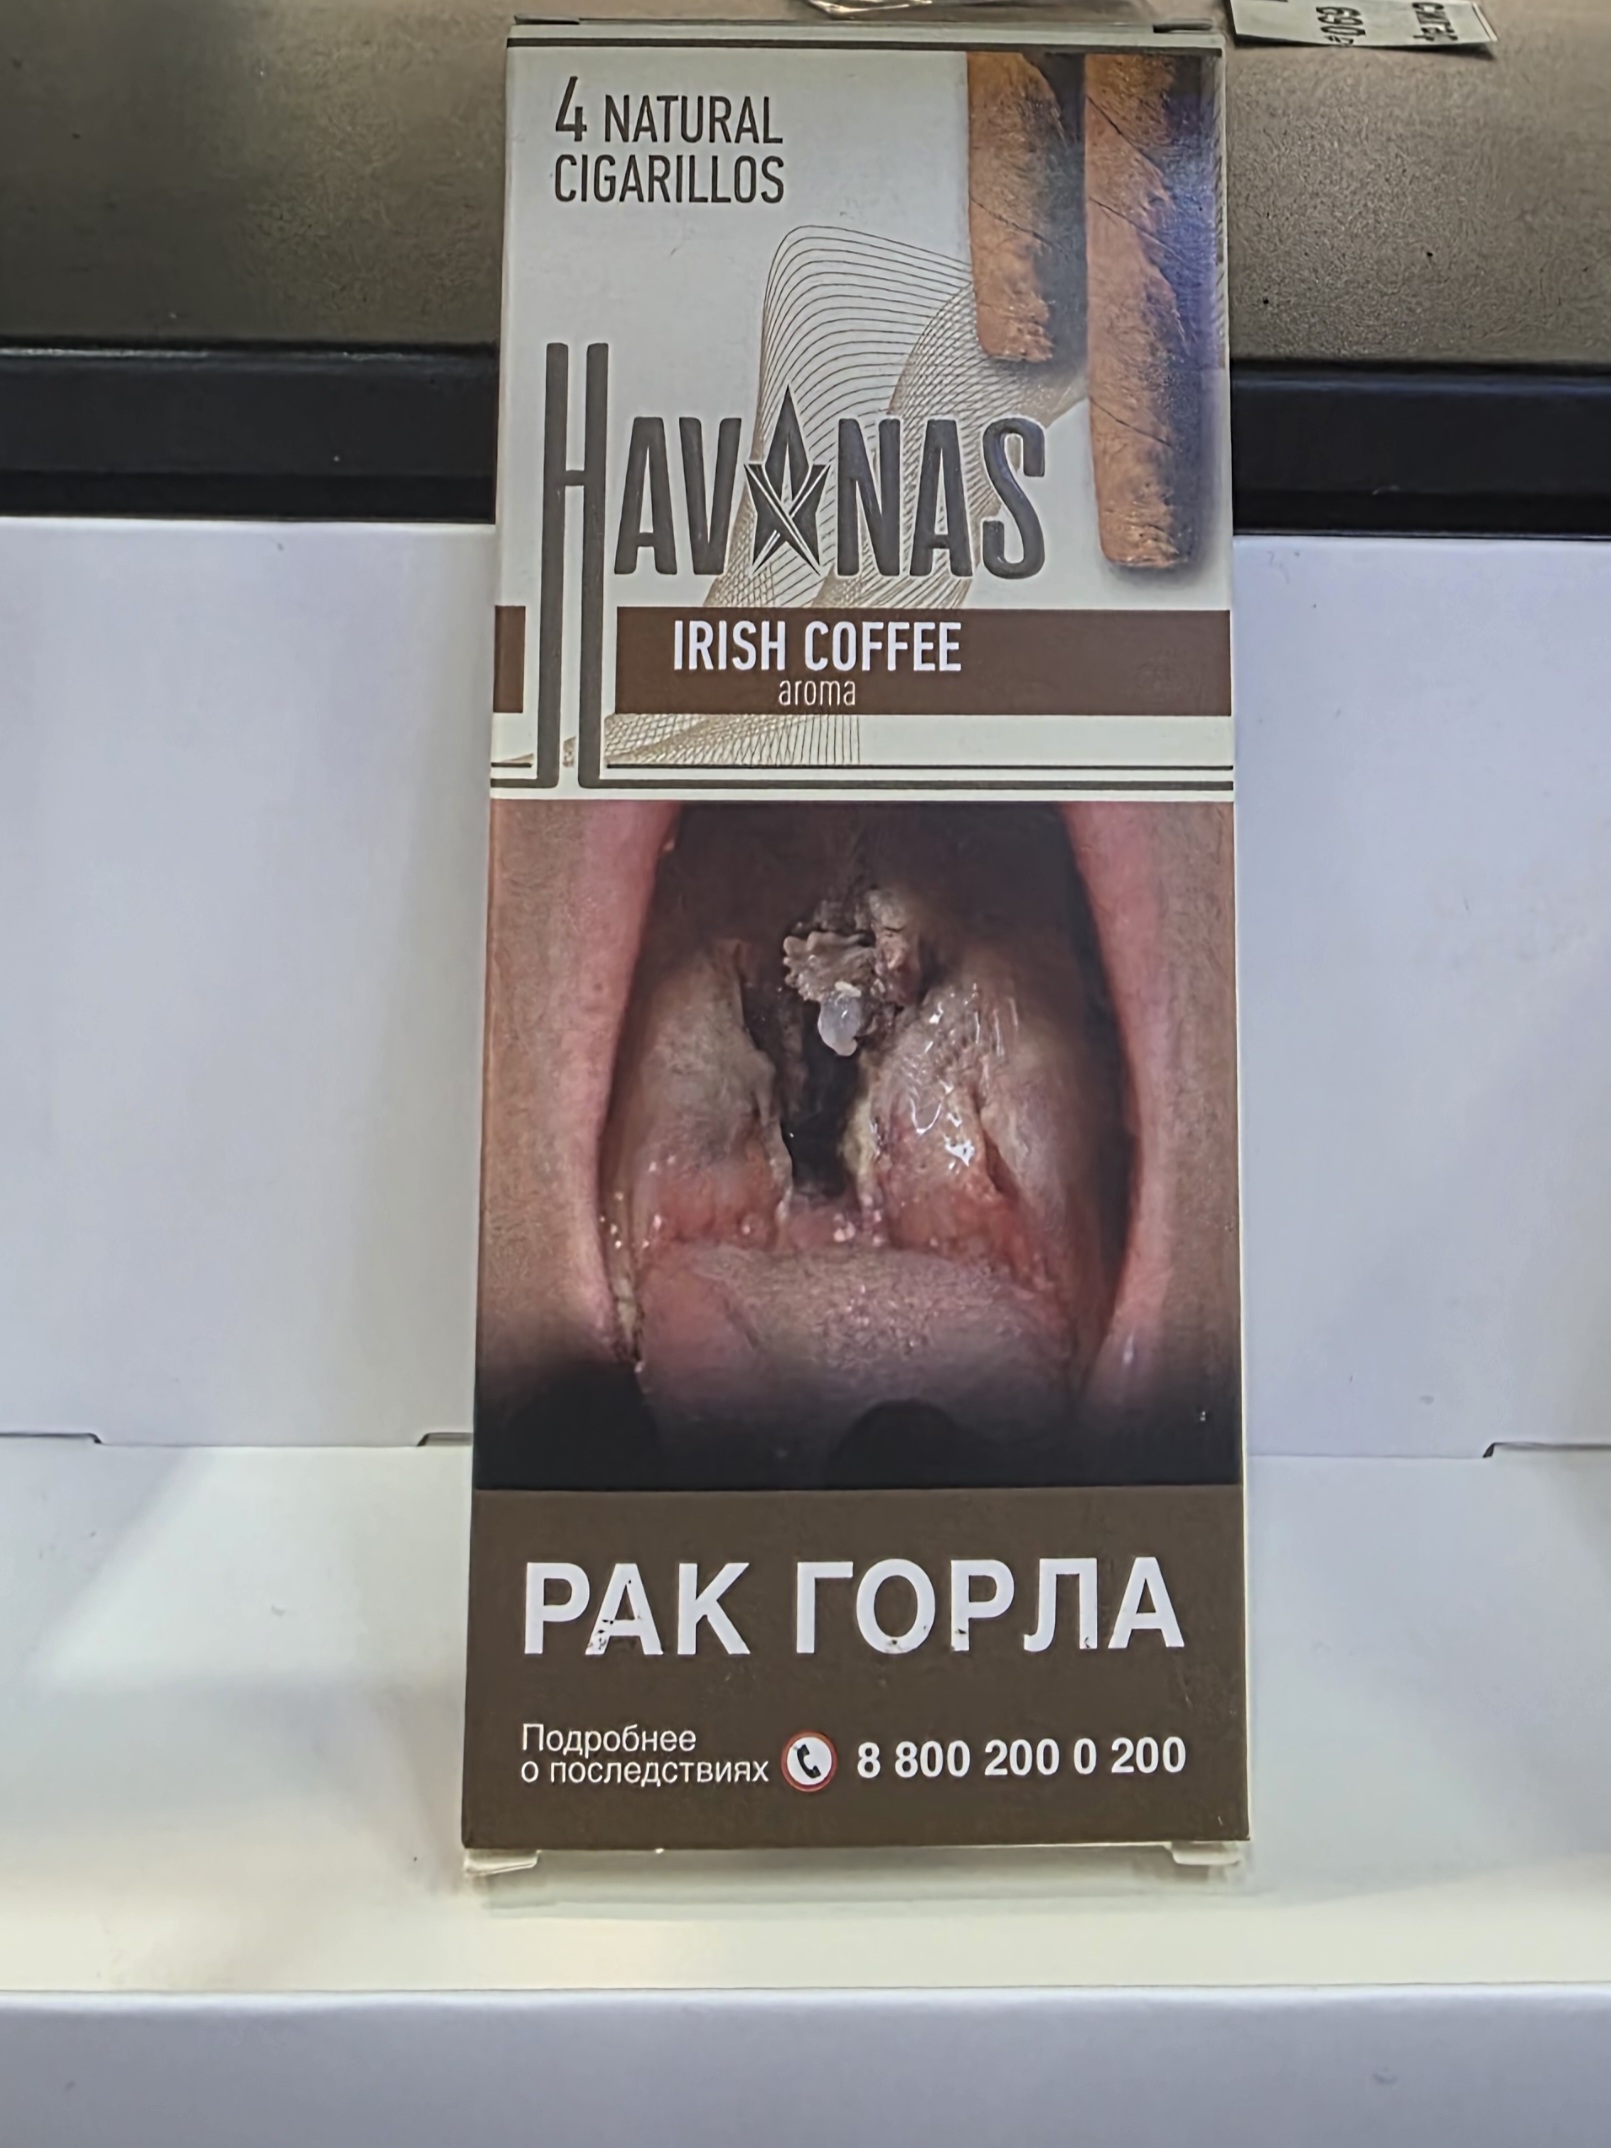 4 NATURAL
CIGARILLOS
HAVANAS
IRISH COFFEE
aroma
РАК ГОРЛА
Подробнее
о последствиях
8 800 200 0 200